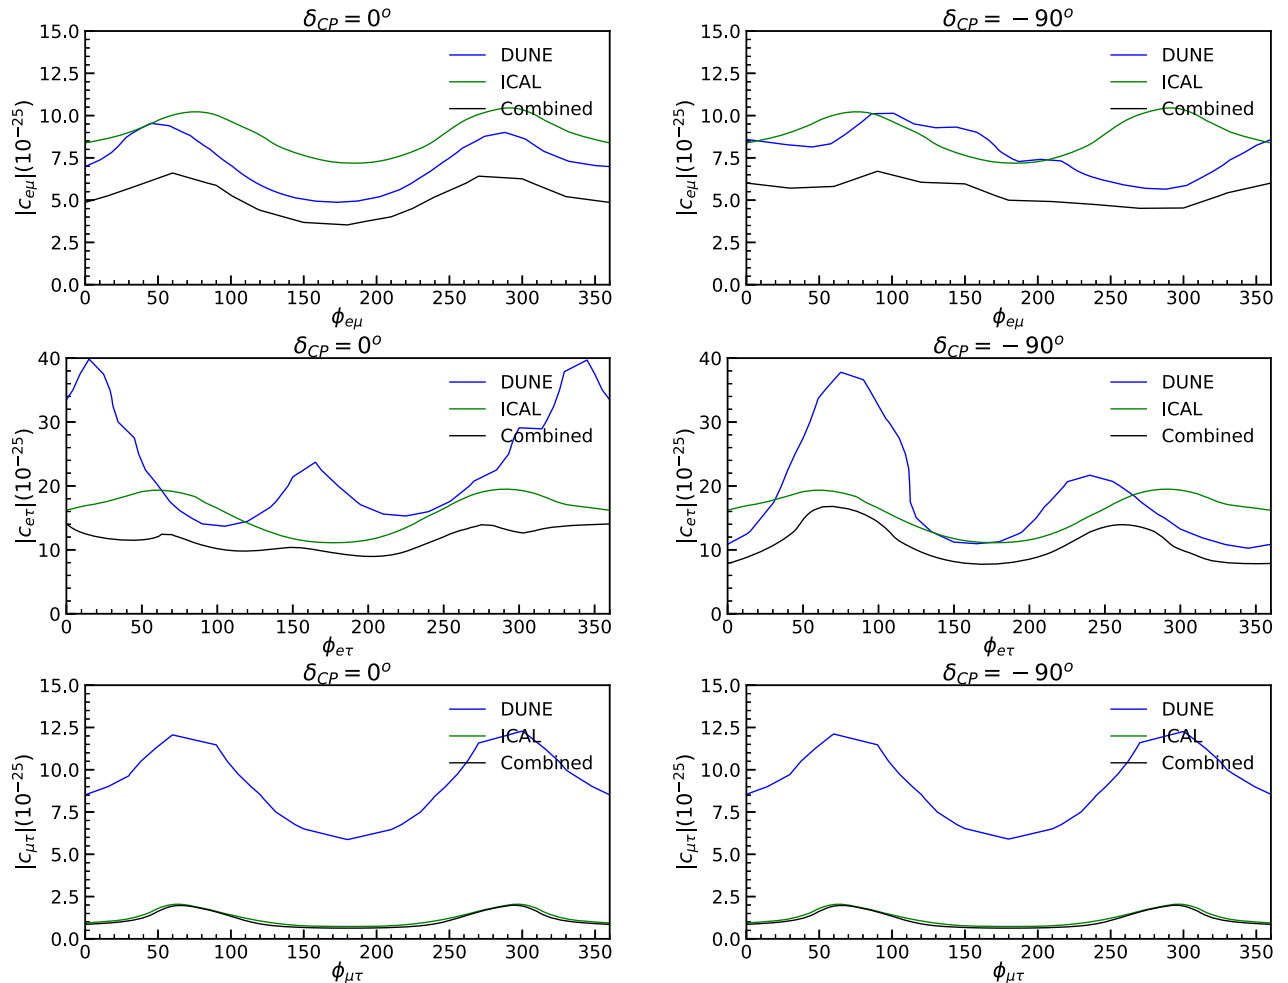 δCP = 0°
|ceμ|(10⁻²⁵)
15.0
12.5
10.0
7.5
5.0
2.5
0.0
DUNE
ICAL
Combined
0 50 100 150 200 250 300 350
ϕeμ
δCP = − 90°
|ceμ|(10⁻²⁵)
15.0
12.5
10.0
7.5
5.0
2.5
0.0
DUNE
ICAL
Combined
0 50 100 150 200 250 300 350
ϕeμ
δCP = 0°
|ceτ|(10⁻²⁵)
40
30
20
10
0
DUNE
ICAL
Combined
0 50 100 150 200 250 300 350
ϕeτ
δCP = − 90°
|ceτ|(10⁻²⁵)
40
30
20
10
0
DUNE
ICAL
Combined
0 50 100 150 200 250 300 350
ϕeτ
δCP = 0°
|cμτ|(10⁻²⁵)
15.0
12.5
10.0
7.5
5.0
2.5
0.0
DUNE
ICAL
Combined
0 50 100 150 200 250 300 350
ϕμτ
δCP = − 90°
|cμτ|(10⁻²⁵)
15.0
12.5
10.0
7.5
5.0
2.5
0.0
DUNE
ICAL
Combined
0 50 100 150 200 250 300 350
ϕμτ